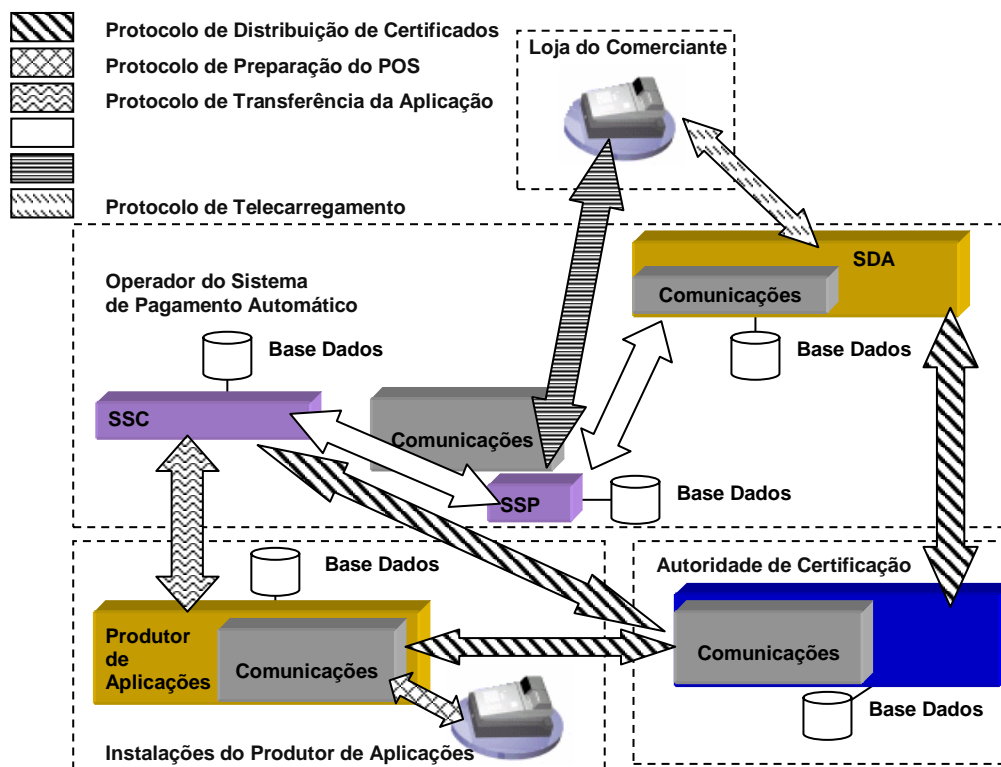 Protocolo de Distribuição de Certificados
Protocolo de Preparação do POS
Protocolo de Transferência da Aplicação
Protocolo de Telecarregamento
Loja do Comerciante
Operador do Sistema
de Pagamento Automático
SDA
Comunicações
Base Dados
Base Dados
SSC
Comunicações
SSP
Base Dados
Base Dados
Autoridade de Certificação
Produtor
de
Aplicações
Comunicações
Comunicações
Base Dados
Instalações do Produtor de Aplicações